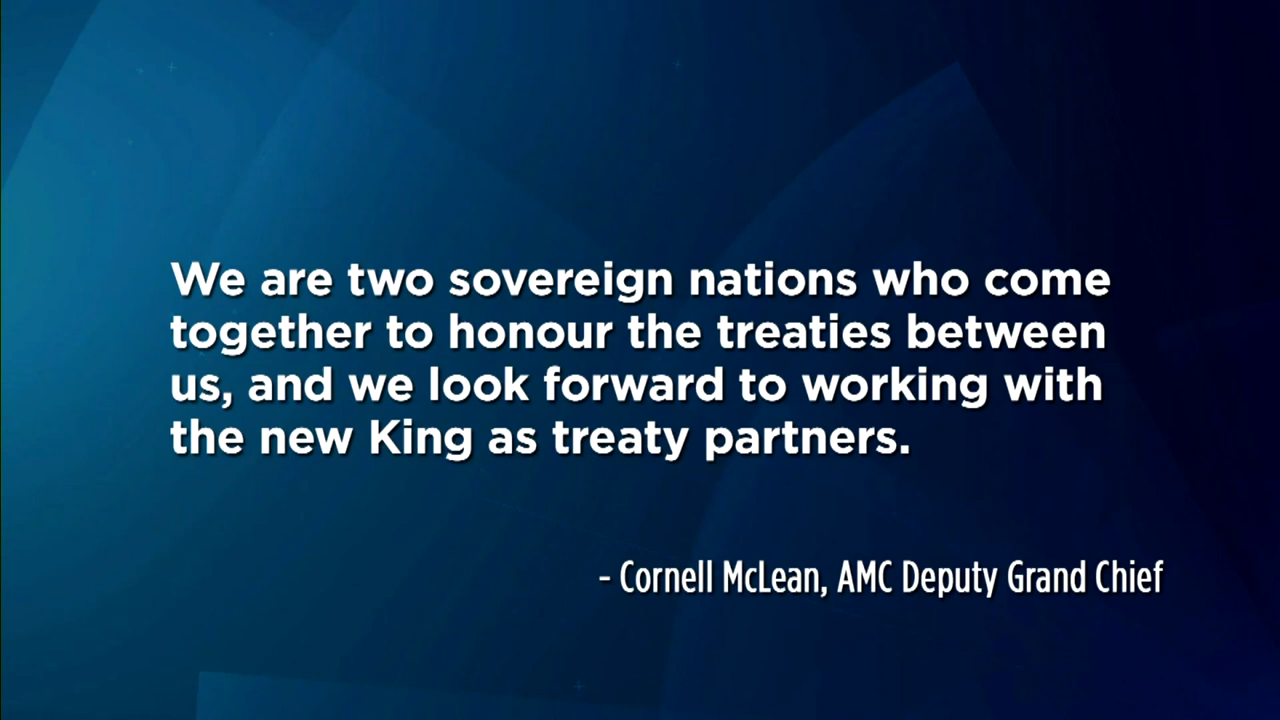 We are two sovereign nations who come
together to honour the treaties between
us, and we look forward to working with
the new King as treaty partners.
- Cornell McLean, AMC Deputy Grand Chief